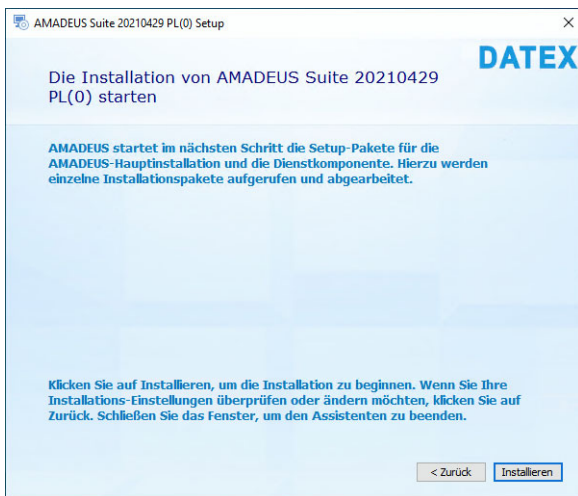 AMADEUS Suite 20210429 PL(0) Setup
DATEX
Die Installation von AMADEUS Suite 20210429
PL(0) starten
AMADEUS startet im nächsten Schritt die Setup-Pakete für die
AMADEUS-Hauptinstallation und die Dienstkomponente. Hierzu werden
einzelne Installationspakete aufgerufen und abgearbeitet.
Klicken Sie auf Installieren, um die Installation zu beginnen. Wenn Sie Ihre
Installations-Einstellungen überprüfen oder ändern möchten, klicken Sie auf
Zurück. Schließen Sie das Fenster, um den Assistenten zu beenden.
< Zurück Installieren